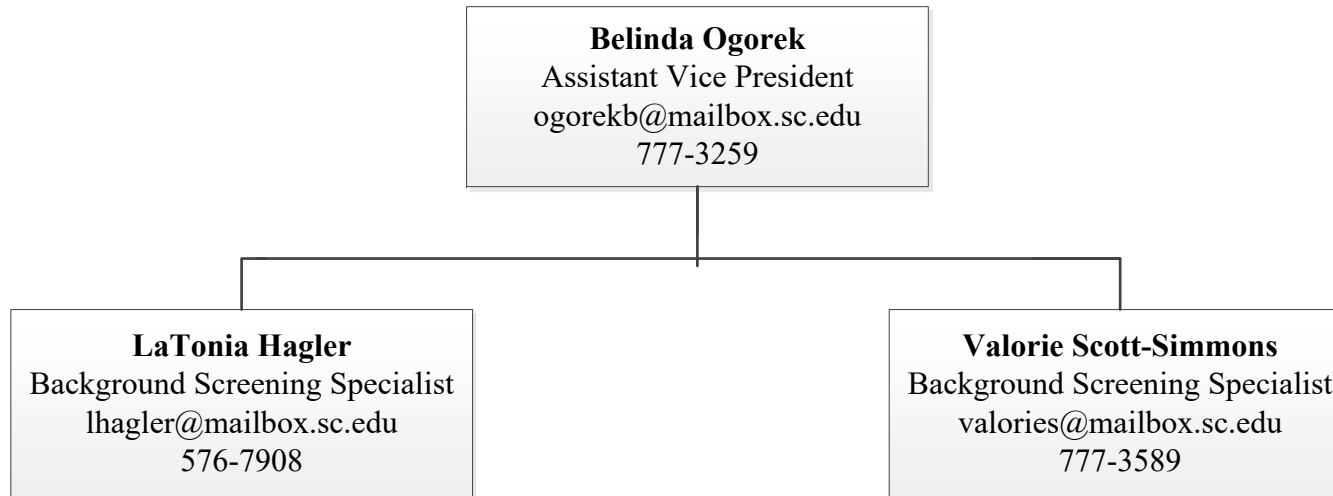 Belinda Ogorek
Assistant Vice President
ogorekb@mailbox.sc.edu
777-3259
LaTonia Hagler
Background Screening Specialist
lhagler@mailbox.sc.edu
576-7908
Valorie Scott-Simmons
Background Screening Specialist
valories@mailbox.sc.edu
777-3589